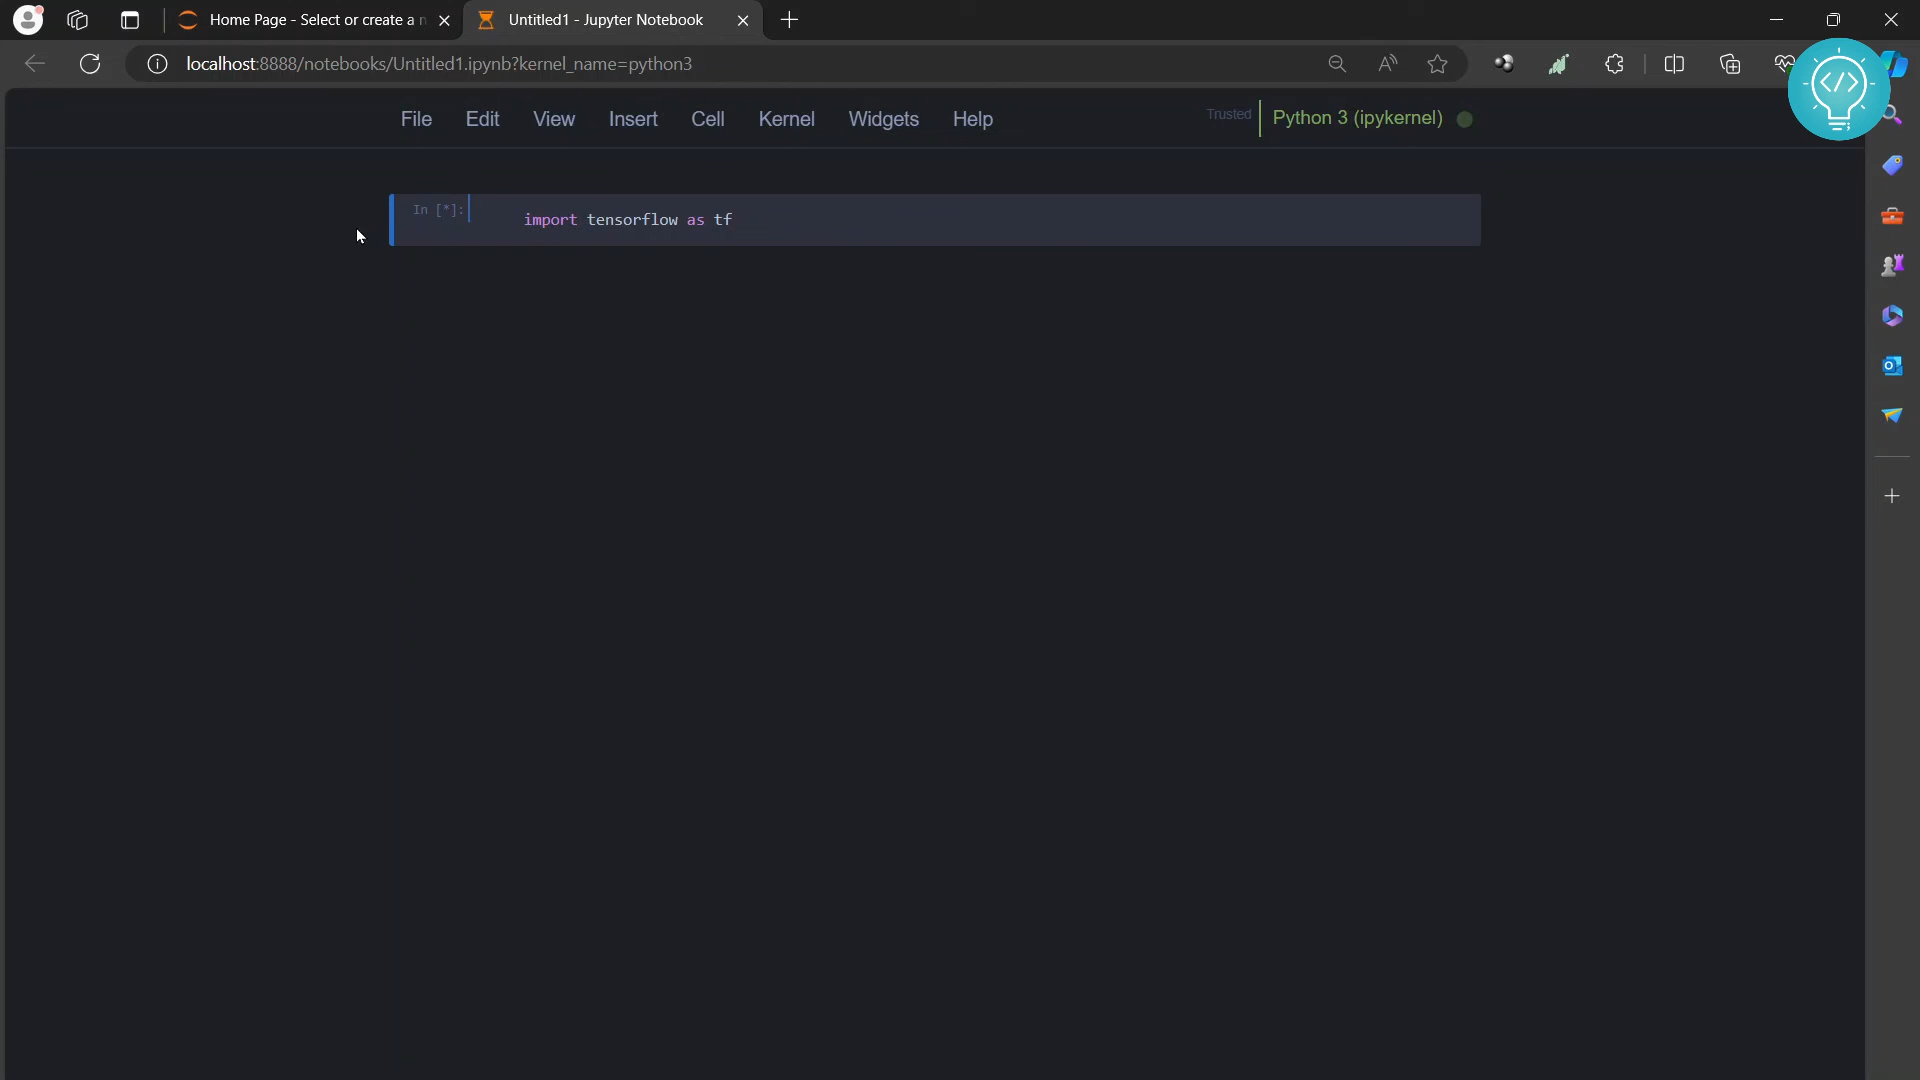 Home Page - Select or create a n
Untitled1 - Jupyter Notebook
localhost:8888/notebooks/Untitled1.ipynb?kernel_name=python3
File Edit View Insert Cell Kernel Widgets Help
Trusted Python 3 (ipykernel)
In [*]: import tensorflow as tf